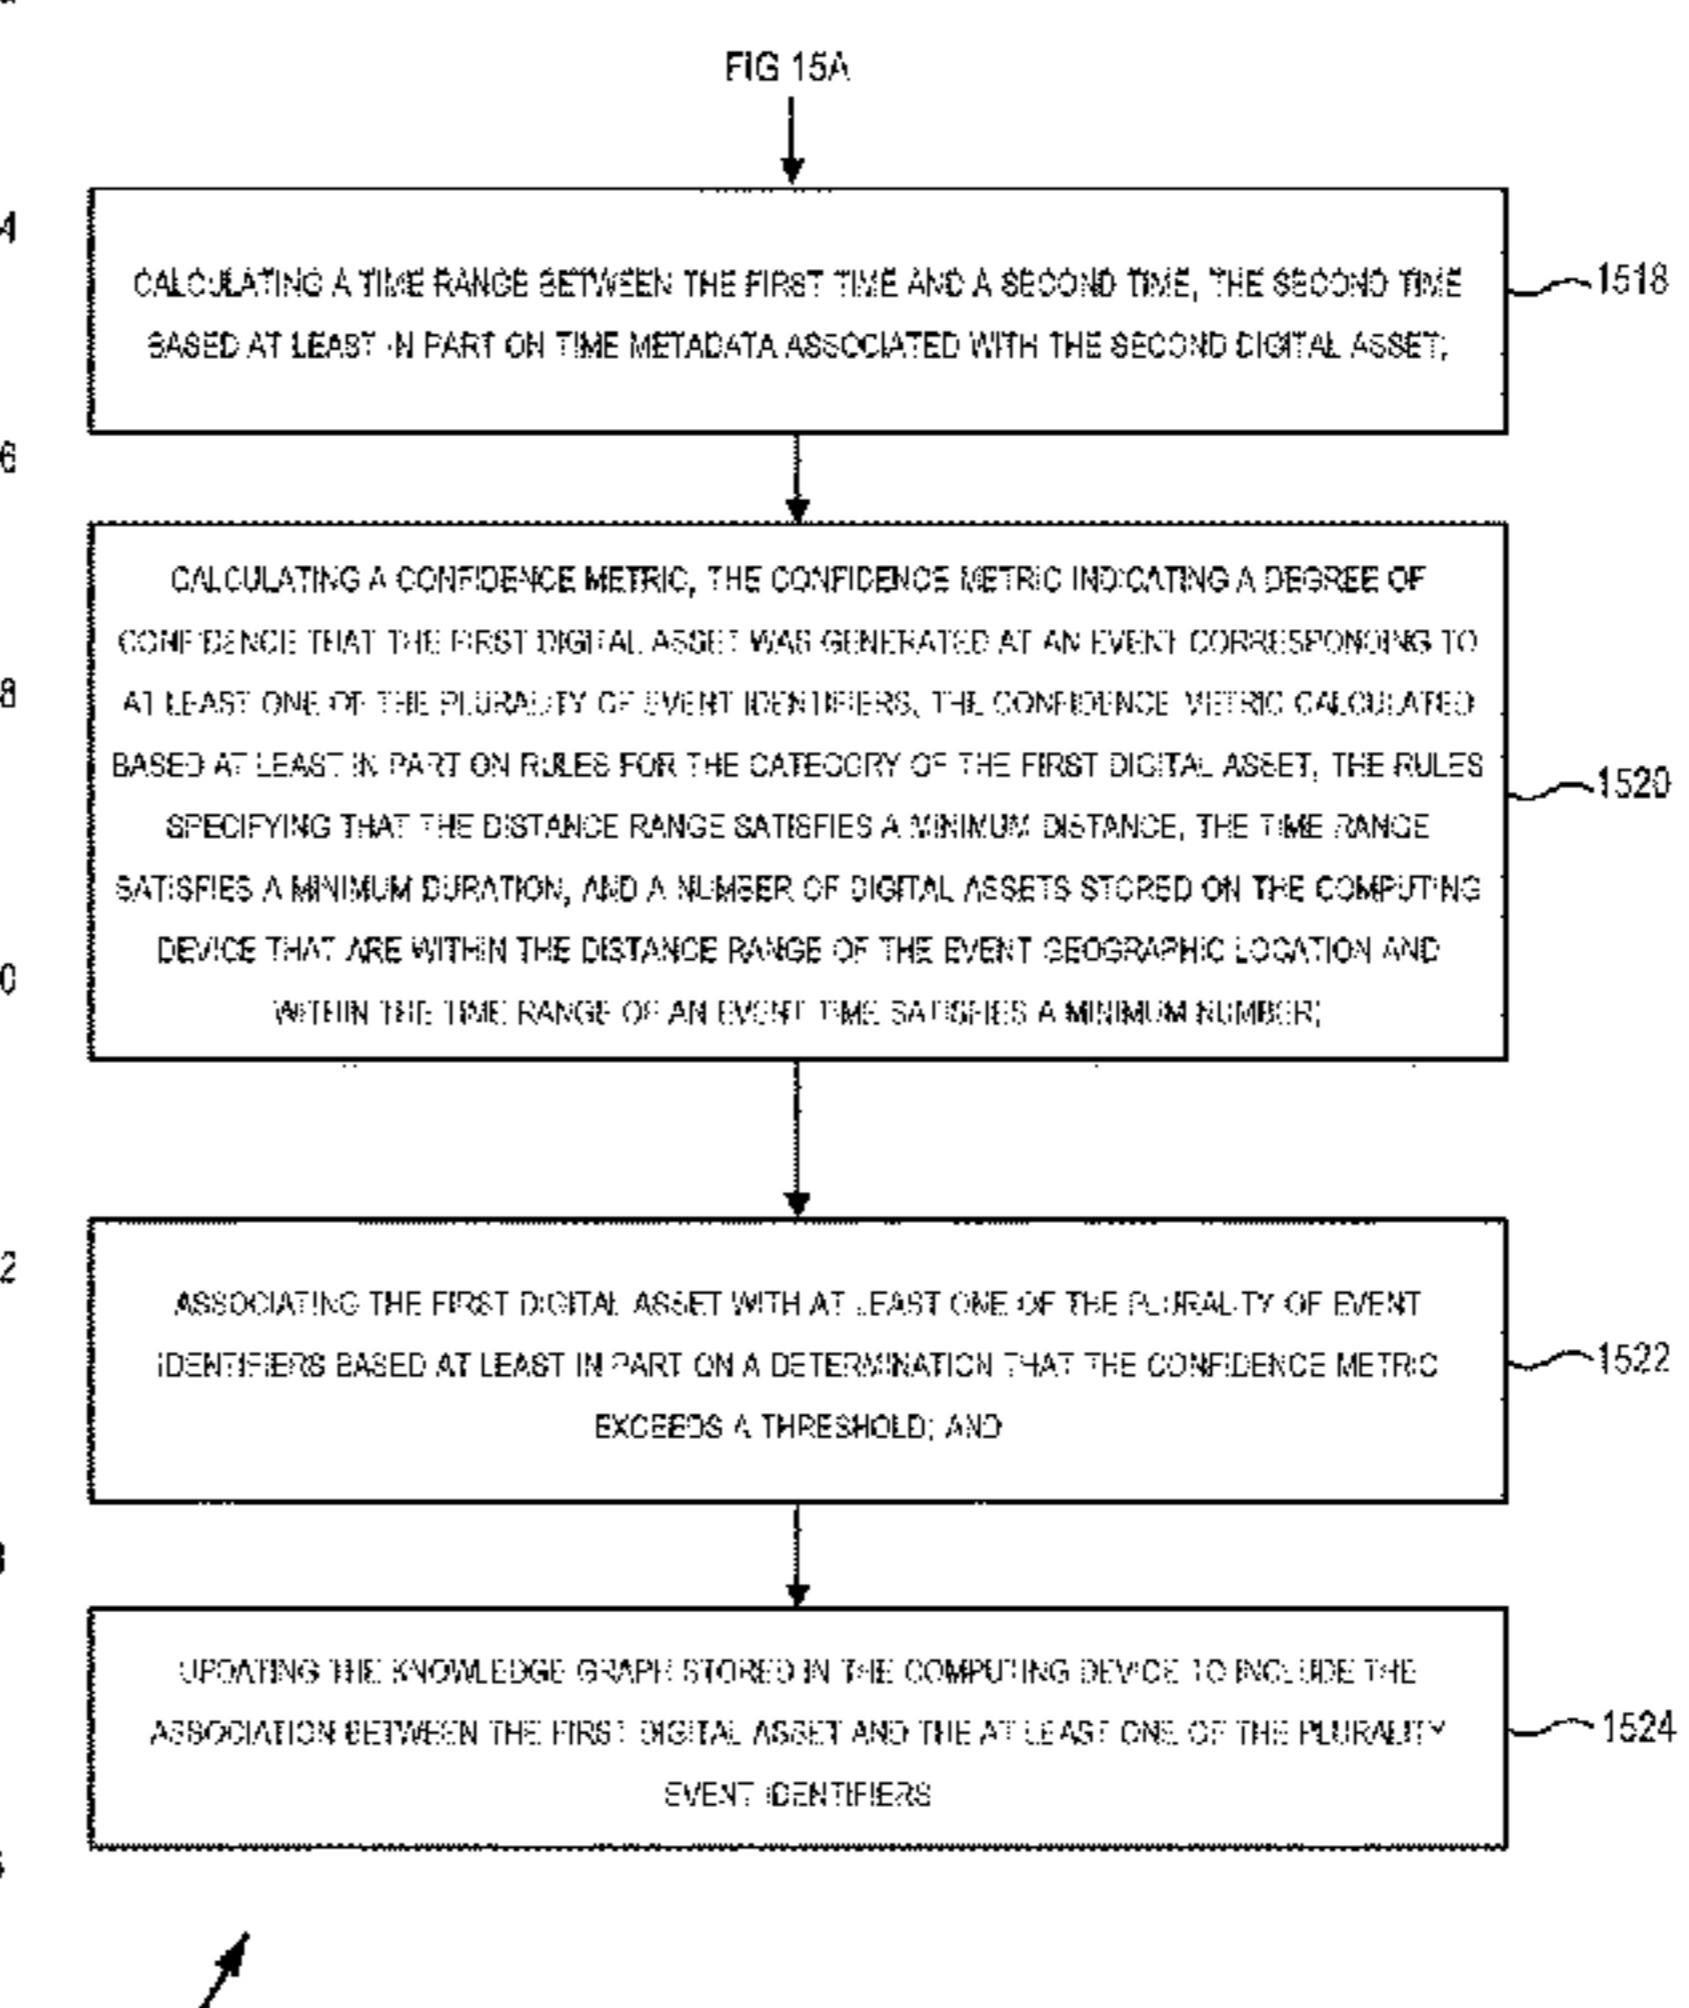 FIG 15A
CALCULATING A TIME RANGE BETWEEN THE FIRST TIME AND A SECOND TIME, THE SECOND TIME
BASED AT LEAST IN PART ON TIME METADATA ASSOCIATED WITH THE SECOND DIGITAL ASSET;
1518
CALCULATING A CONFIDENCE METRIC, THE CONFIDENCE METRIC INDICATING A DEGREE OF
CONFIDENCE THAT THE FIRST DIGITAL ASSET WAS GENERATED AT AN EVENT CORRESPONDING TO
AT LEAST ONE OF THE PLURALITY OF EVENT IDENTIFIERS, THE CONFIDENCE METRIC CALCULATED
BASED AT LEAST IN PART ON RULES FOR THE CATEGORY OF THE FIRST DIGITAL ASSET, THE RULES
SPECIFYING THAT THE DISTANCE RANGE SATISFIES A MINIMUM DISTANCE, THE TIME RANGE
SATISFIES A MINIMUM DURATION, AND A NUMBER OF DIGITAL ASSETS STORED ON THE COMPUTING
DEVICE THAT ARE WITHIN THE DISTANCE RANGE OF THE EVENT GEOGRAPHIC LOCATION AND
WITHIN THE TIME RANGE OF AN EVENT TIME SATISFIES A MINIMUM NUMBER;
1520
ASSOCIATING THE FIRST DIGITAL ASSET WITH AT LEAST ONE OF THE PLURALITY OF EVENT
IDENTIFIERS BASED AT LEAST IN PART ON A DETERMINATION THAT THE CONFIDENCE METRIC
EXCEEDS A THRESHOLD; AND
1522
UPDATING THE KNOWLEDGE GRAPH STORED IN THE COMPUTING DEVICE TO INCLUDE THE
ASSOCIATION BETWEEN THE FIRST DIGITAL ASSET AND THE AT LEAST ONE OF THE PLURALITY
EVENT IDENTIFIERS
1524
4
6
8
0
2